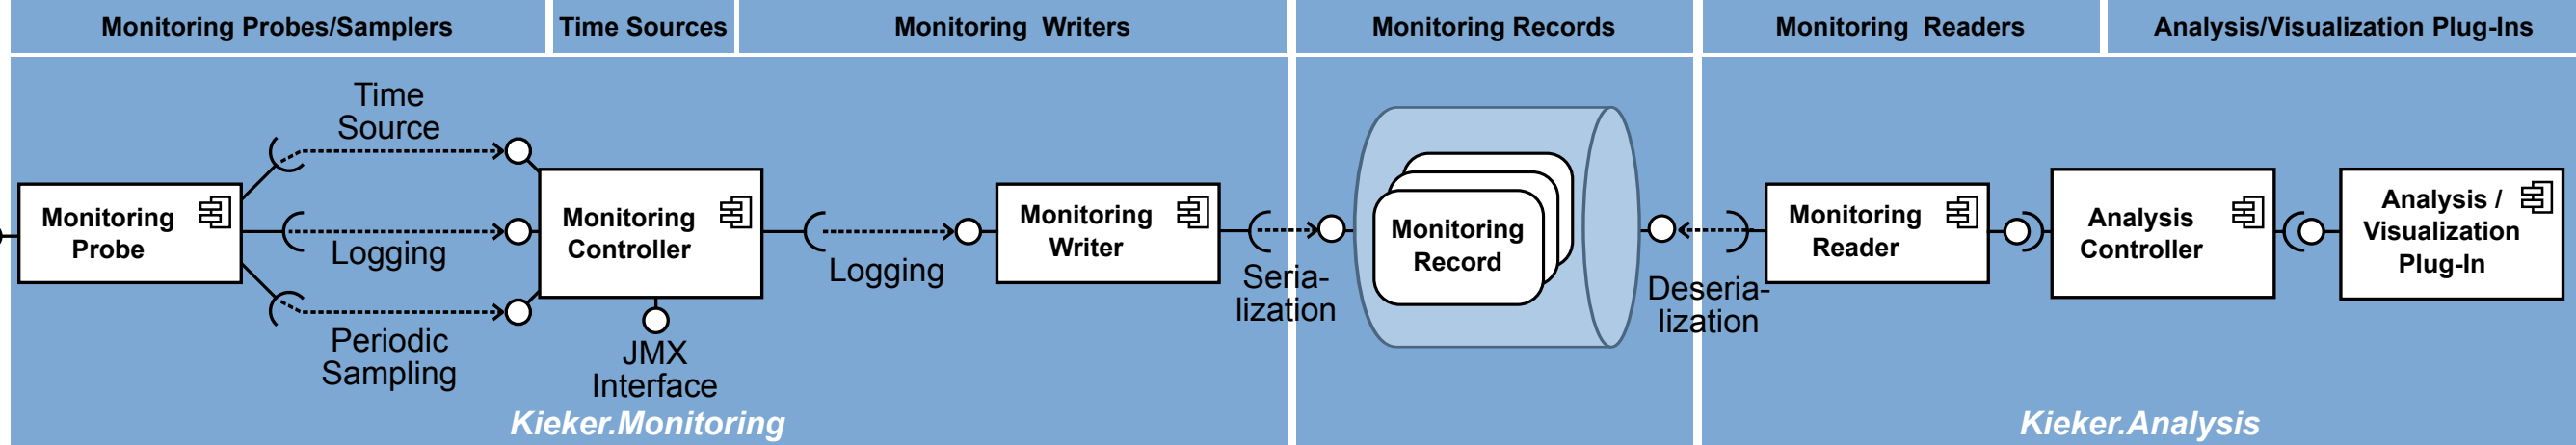 Monitoring Probes/Samplers
Time Sources
Monitoring Writers
Monitoring Records
Monitoring Readers
Analysis/Visualization Plug-Ins
Time
Source
Monitoring
Probe
Logging
Periodic
Sampling
Monitoring
Controller
JMX
Interface
Logging
Monitoring
Writer
Seria-
lization
Monitoring
Record
Deseria-
lization
Monitoring
Reader
Analysis
Controller
Analysis /
Visualization
Plug-In
Kieker.Monitoring
Kieker.Analysis